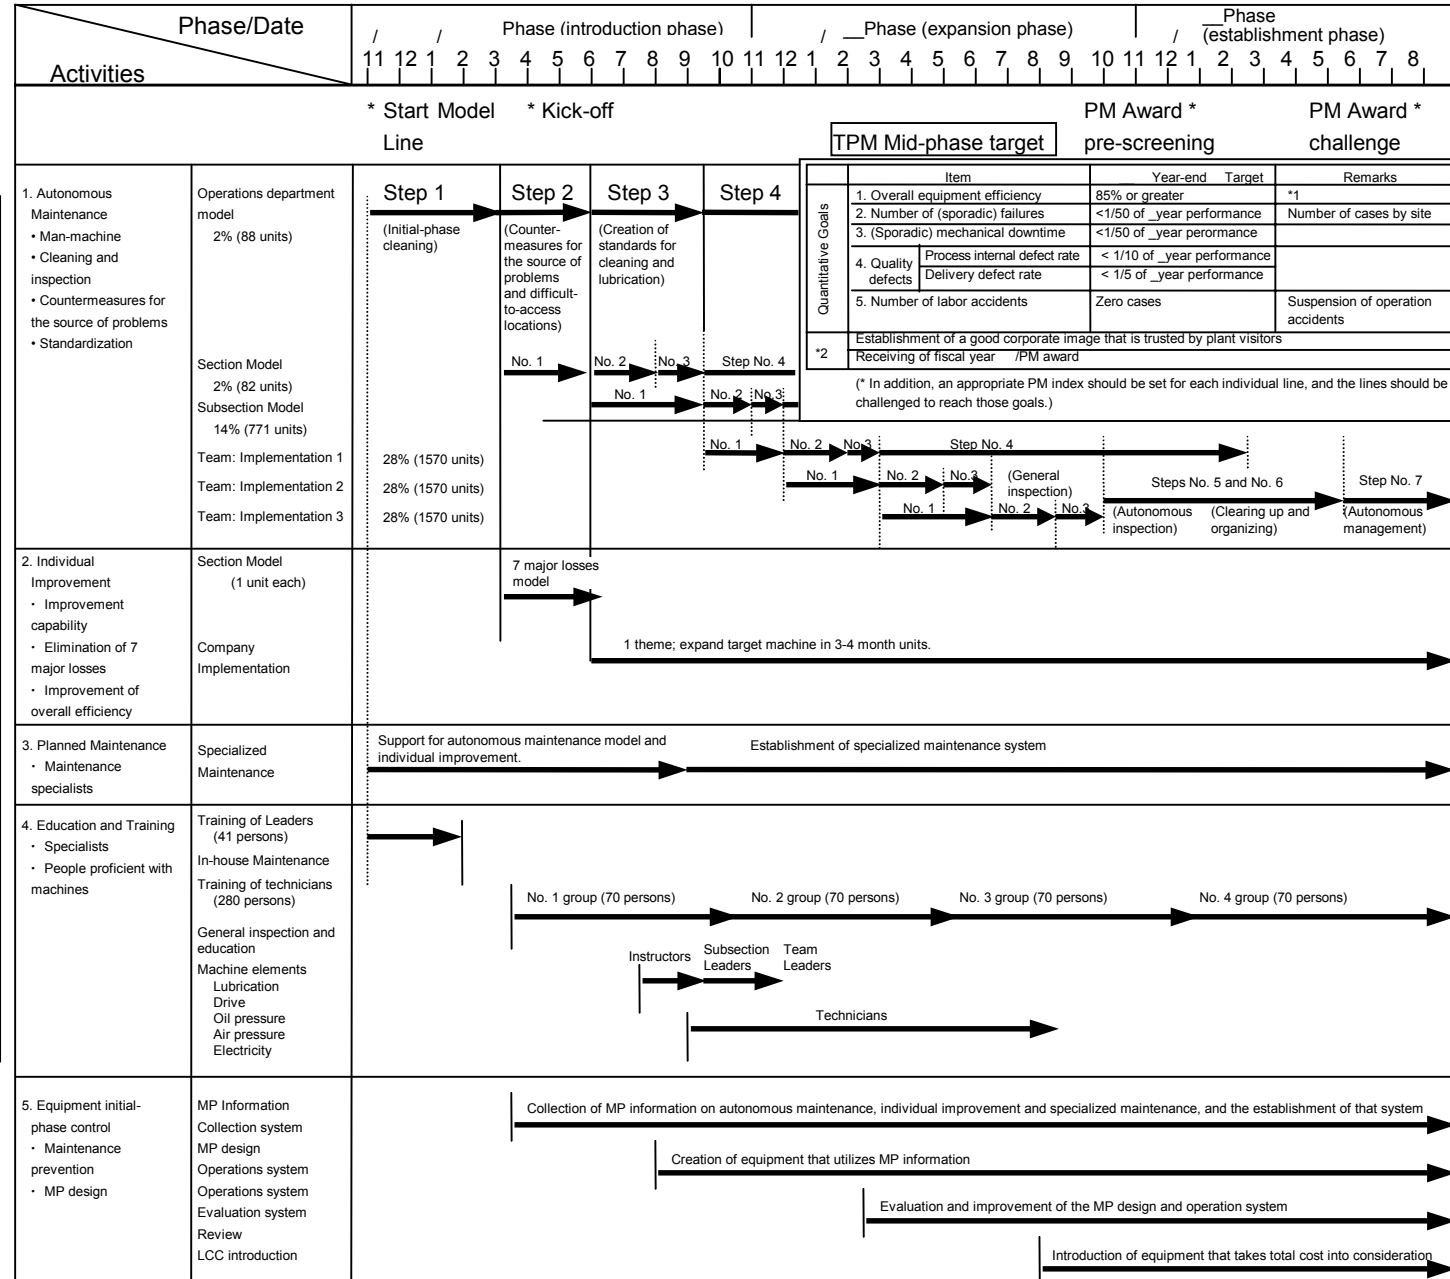 Phase/Date
Activities
/ / Phase (introduction phase) / __Phase (expansion phase) / __Phase
(establishment phase)
11 12 1 2 3 4 5 6 7 8 9 10 11 12 1 2 3 4 5 6 7 8 9 10 11 12 1 2 3 4 5 6 7 8
* Start Model
Line
* Kick-off
TPM Mid-phase target
PM Award *
pre-screening
PM Award *
challenge
1. Autonomous
Maintenance
• Man-machine
• Cleaning and
inspection
• Countermeasures for
the source of problems
• Standardization
Operations department
model
2% (88 units)
Section Model
2% (82 units)
Subsection Model
14% (771 units)
Team: Implementation 1
Team: Implementation 2
Team: Implementation 3
28% (1570 units)
28% (1570 units)
28% (1570 units)
Step 1
(Initial-phase
cleaning)
Step 2
(Counter-
measures for
the source of
problems
and difficult-
to-access
locations)
Step 3
(Creation of
standards for
cleaning and
lubrication)
Step 4
Item Year-end Target Remarks
Quantitative Goals
1. Overall equipment efficiency 85% or greater *1
2. Number of (sporadic) failures <1/50 of _year performance Number of cases by site
3. (Sporadic) mechanical downtime <1/50 of _year perormance
4. Quality
defects
Process internal defect rate < 1/10 of _year performance
Delivery defect rate < 1/5 of _year performance
5. Number of labor accidents Zero cases Suspension of operation
accidents
*2
Establishment of a good corporate image that is trusted by plant visitors
Receiving of fiscal year /PM award
(* In addition, an appropriate PM index should be set for each individual line, and the lines should be
challenged to reach those goals.)
No. 1 No. 2 No. 3 Step No. 4
No. 1 No. 2 No.3
No. 1 No. 2 No.3 Step No. 4
No. 1 No. 2 No.3 (General
inspection)
Steps No. 5 and No. 6 Step No. 7
No. 1 No. 2 No.3
(Autonomous
inspection)
(Clearing up and
organizing)
(Autonomous
management)
2. Individual
Improvement
・ Improvement
capability
・ Elimination of 7
major losses
・ Improvement of
overall efficiency
Section Model
(1 unit each)
Company
Implementation
7 major losses
model
1 theme; expand target machine in 3-4 month units.
3. Planned Maintenance
・ Maintenance
specialists
Specialized
Maintenance
Support for autonomous maintenance model and
individual improvement.
Establishment of specialized maintenance system
4. Education and Training
・ Specialists
・ People proficient with
machines
Training of Leaders
(41 persons)
In-house Maintenance
Training of technicians
(280 persons)
General inspection and
education
Machine elements
Lubrication
Drive
Oil pressure
Air pressure
Electricity
No. 1 group (70 persons) No. 2 group (70 persons) No. 3 group (70 persons) No. 4 group (70 persons)
Instructors
Subsection
Leaders
Team
Leaders
Technicians
5. Equipment initial-
phase control
・ Maintenance
prevention
・ MP design
MP Information
Collection system
MP design
Operations system
Operations system
Evaluation system
Review
LCC introduction
Collection of MP information on autonomous maintenance, individual improvement and specialized maintenance, and the establishment of that system
Creation of equipment that utilizes MP information
Evaluation and improvement of the MP design and operation system
Introduction of equipment that takes total cost into consideration